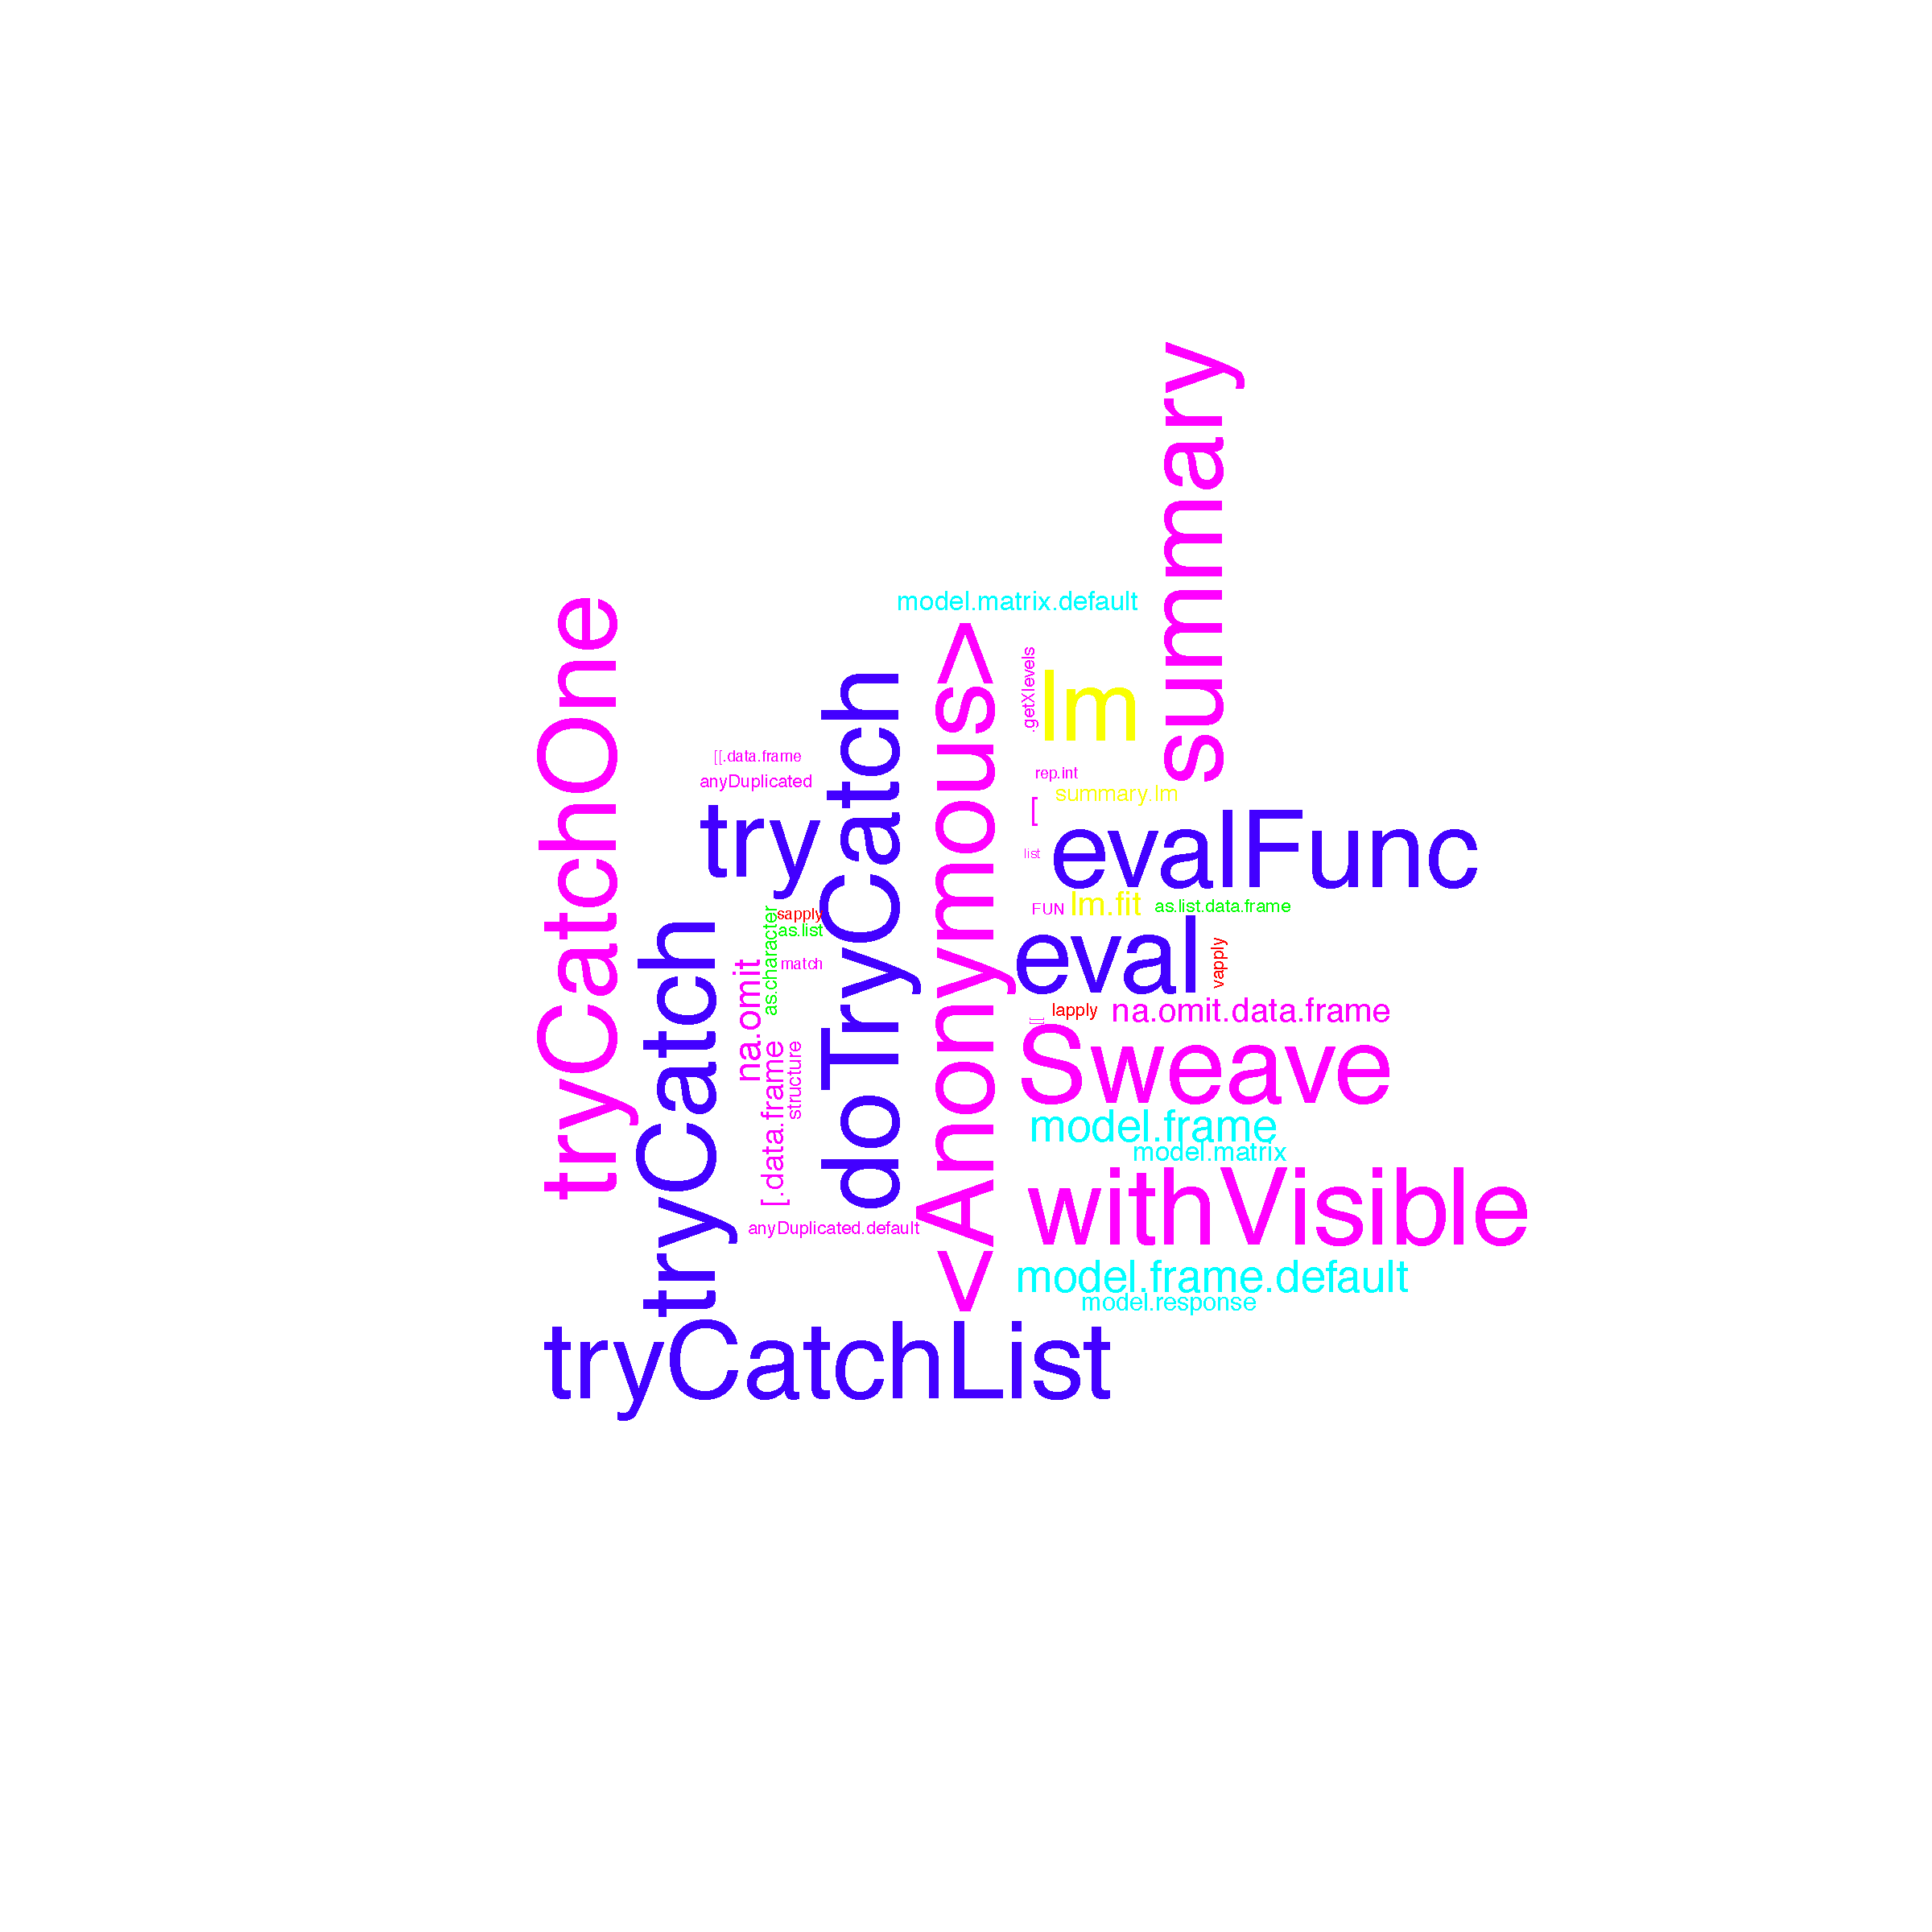 summary
model.matrix.default
tryCatchOne
<Anonymous>
.getXlevels
lm
doTryCatch
[[.data.frame
rep.int
anyDuplicated
summary.lm
[
try
evalFunc
list
FUN
lm.fit
as.list.data.frame
sapply
as.character
as.list
tryCatch
eval
vapply
match
na.omit
lapply
na.omit.data.frame
[[
Sweave
[.data.frame
structure
model.frame
model.matrix
withVisible
anyDuplicated.default
model.frame.default
model.response
tryCatchList